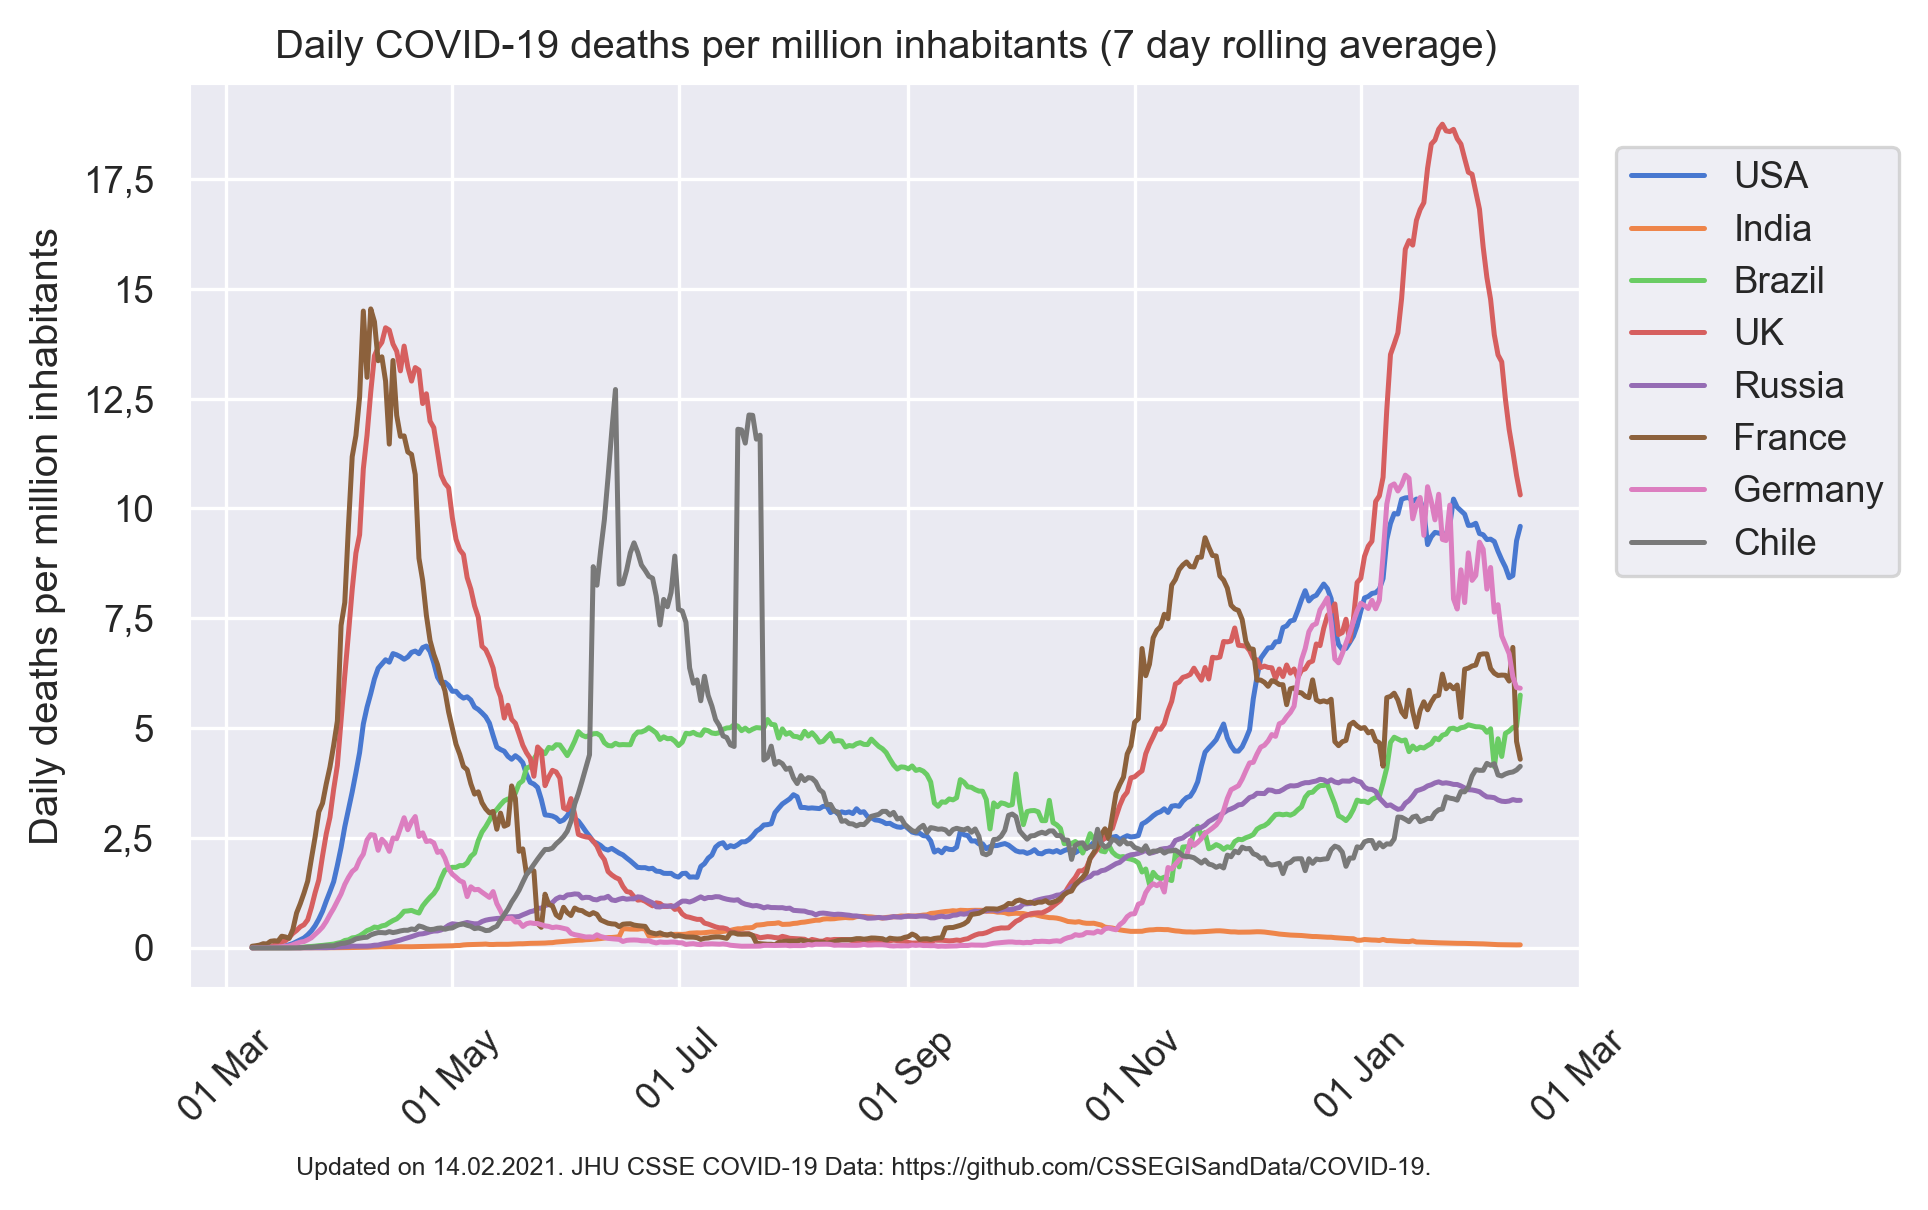 Daily COVID-19 deaths per million inhabitants (7 day rolling average)
Daily deaths per million inhabitants
17,5
15
12,5
10
7,5
5
2,5
0
01 Mar
01 May
01 Jul
01 Sep
01 Nov
01 Jan
01 Mar
USA
India
Brazil
UK
Russia
France
Germany
Chile
Updated on 14.02.2021. JHU CSSE COVID-19 Data: https://github.com/CSSEGISandData/COVID-19.